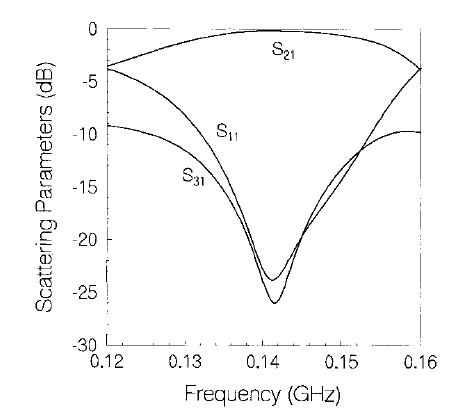 0
-5
-10
-15
-20
-25
-30
Scattering Parameters (dB)
S21
S11
S31
0.12 0.13 0.14 0.15 0.16
Frequency (GHz)